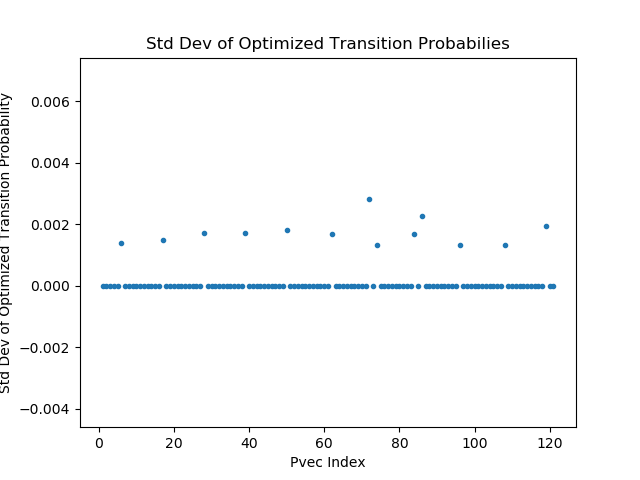 Std Dev of Optimized Transition Probabilies
Std Dev of Optimized Transition Probability
0.006
0.004
0.002
0.000
−0.002
−0.004
0 20 40 60 80 100 120
Pvec Index